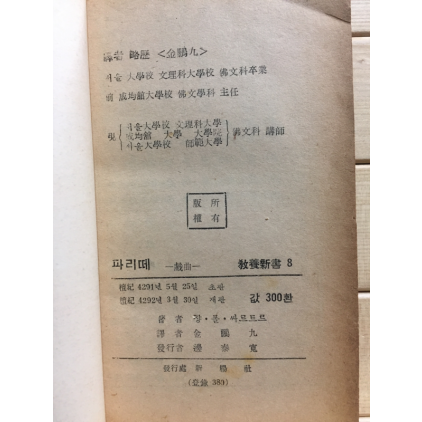 譯者 略歷 <金鵬九>
서울 大學校 文理科大學校 佛文科卒業
前 成均館大學校 佛文學科 主任
現 서울大學校 文理科大學
成均館 大學 大學院
서울大學校 師範大學
佛文科 講師
版 所
權 有
파리떼 —戱曲— 敎養新書 8
檀紀 4291년 5월 25일 초판
檀紀 4292年 3월 30일 재판
값 300환
著者 장·폴·싸르트르
譯者 金鵬九
發行者 邊泰寬
發行處 新楊社
(登錄 383)